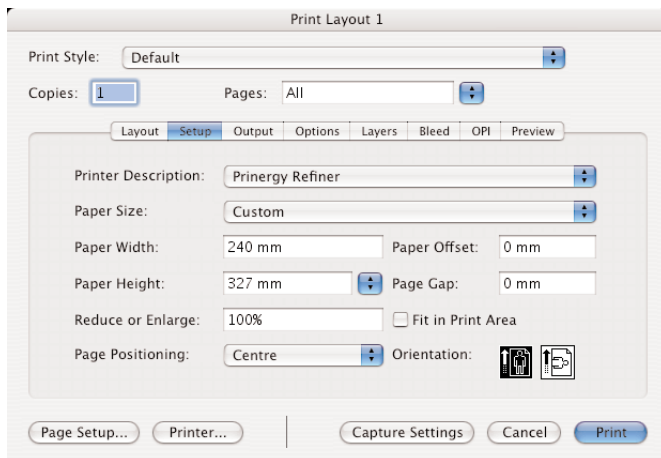 Print Layout 1
Print Style: Default
Copies: 1 Pages: All
Layout Setup Output Options Layers Bleed OPI Preview
Printer Description: Prinergy Refiner
Paper Size: Custom
Paper Width: 240 mm Paper Offset: 0 mm
Paper Height: 327 mm Page Gap: 0 mm
Reduce or Enlarge: 100% Fit in Print Area
Page Positioning: Centre Orientation:
Page Setup... Printer... Capture Settings Cancel Print